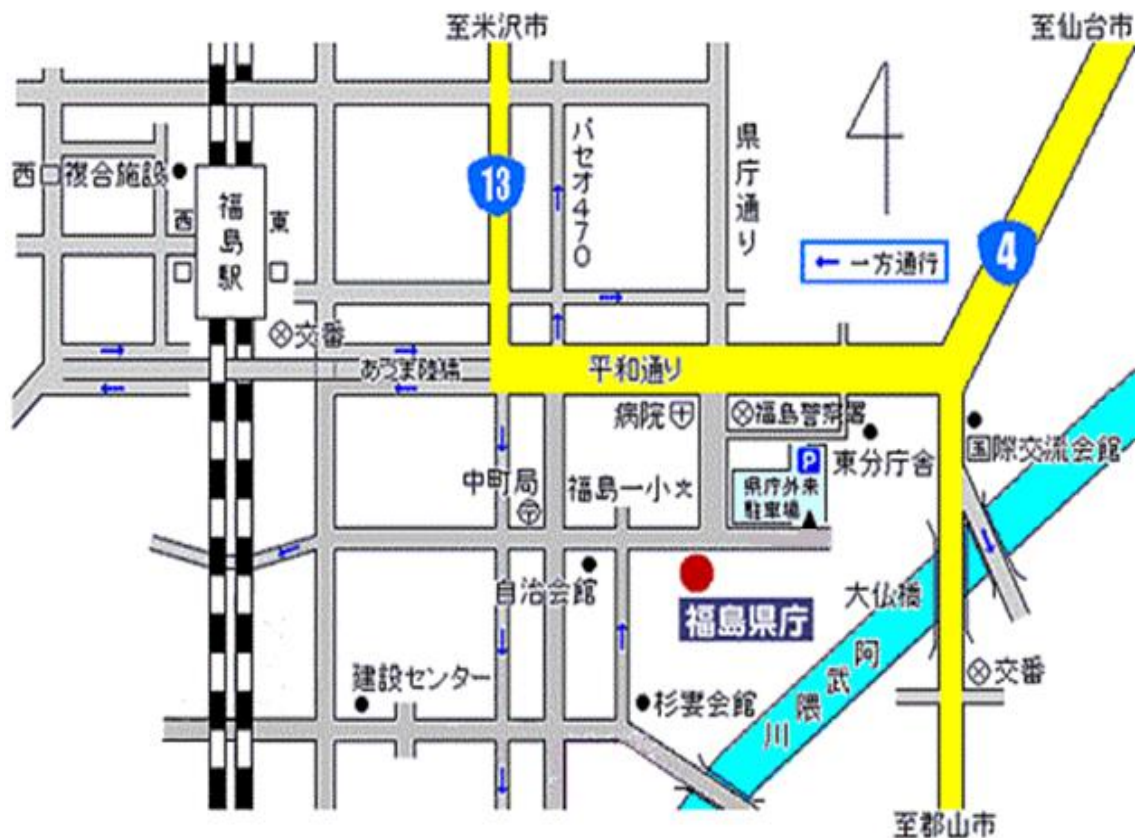 至米沢市
至仙台市
13
パセオ470
県庁通り
4
西口複合施設
福島駅
西口
東口
一方通行
交番
あづま陸橋
平和通り
病院
福島警察署
東分庁舎
国際交流会館
P
県庁外来
駐車場
中町局
福島一小文
自治会館
福島県庁
大仏橋
阿武隈川
建設センター
杉妻会館
交番
至郡山市